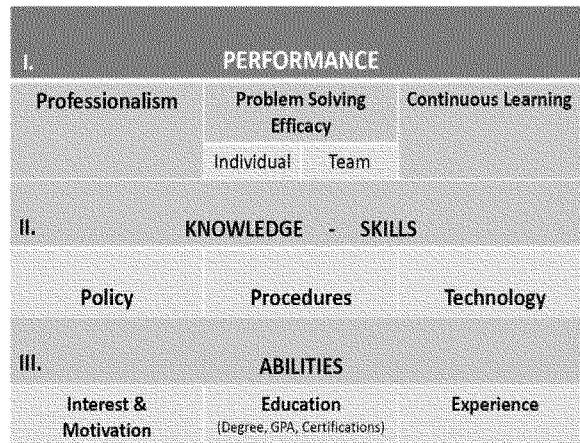 I. PERFORMANCE
Professionalism Problem Solving Efficacy Continuous Learning
Individual Team
II. KNOWLEDGE - SKILLS
Policy Procedures Technology
III. ABILITIES
Interest & Motivation Education Experience
(Degree, GPA, Certifications)